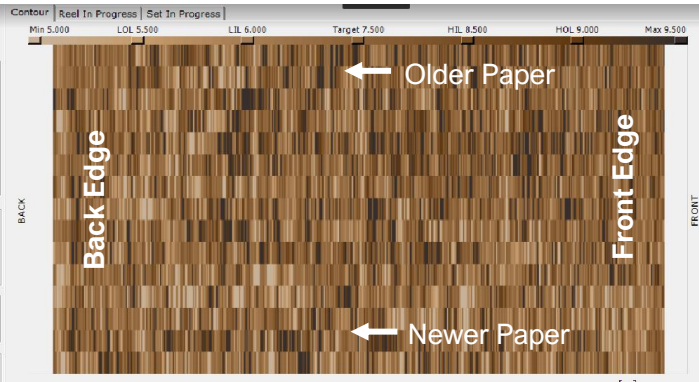 Contour Reel In Progress Set In Progress
Min 5.000 LOL 5.500 LIL 6.000 Target 7.500 HIL 8.500 HOL 9.000 Max 9.500
Older Paper
BACK
Back Edge
Front Edge
FRONT
Newer Paper